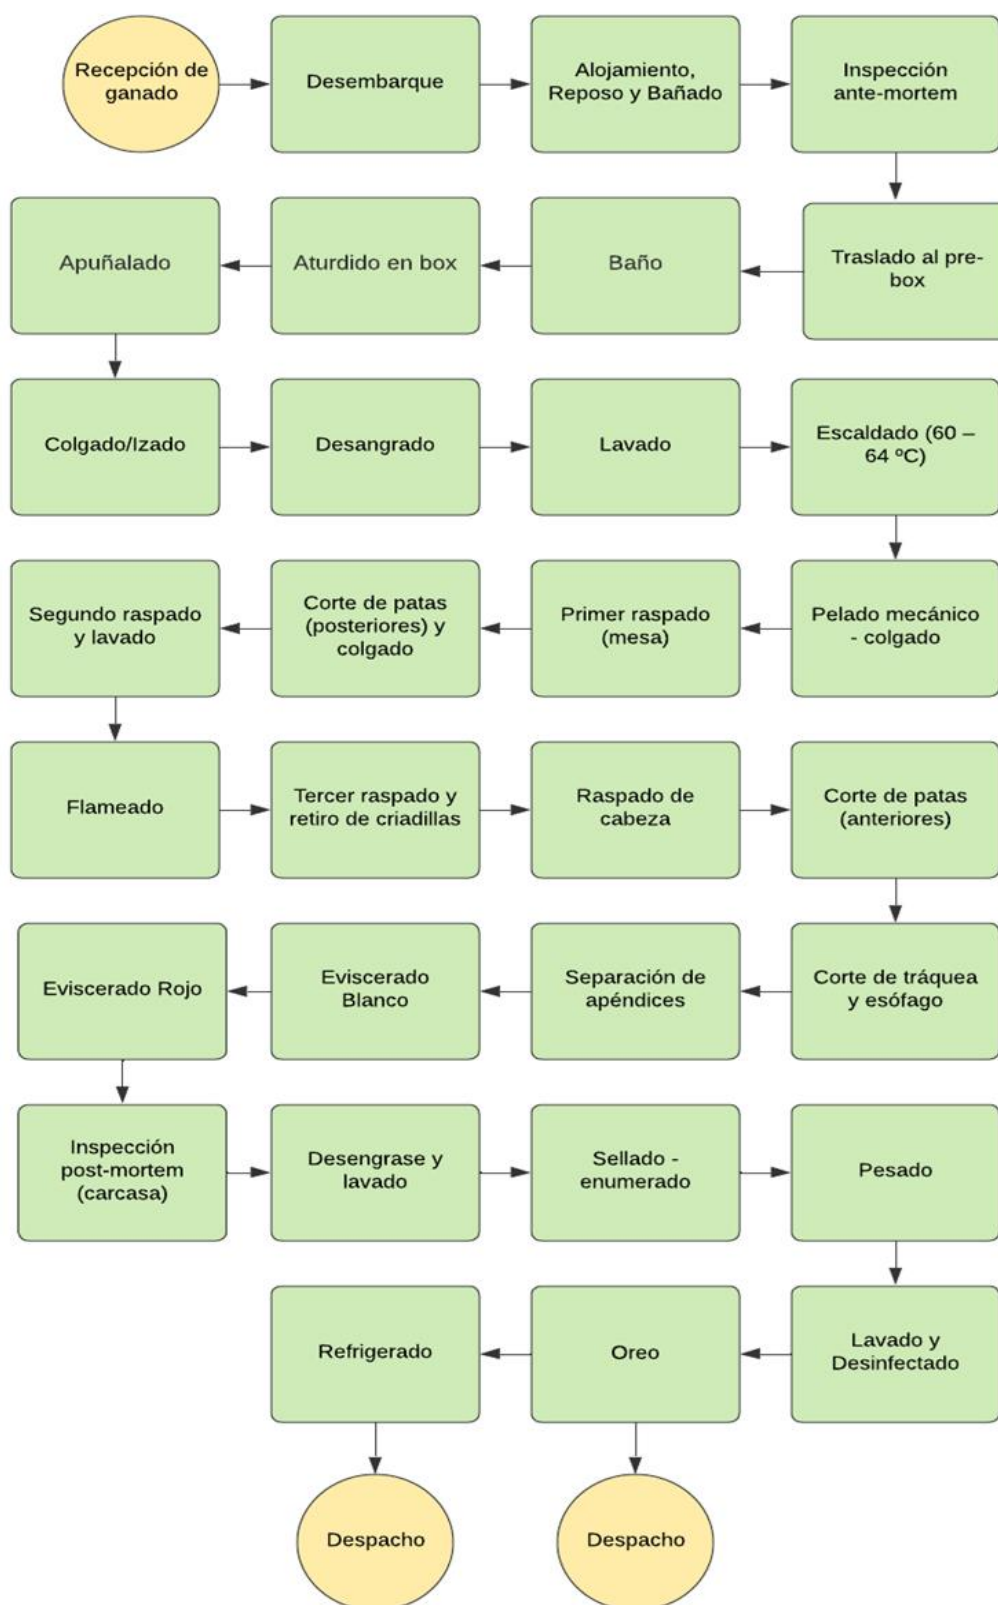 Recepción de
ganado
Desembarque
Alojamiento,
Reposo y Bañado
Inspección
ante-mortem
Traslado al pre-
box
Baño
Aturdido en box
Apuñalado
Colgado/Izado
Desangrado
Lavado
Escaldado (60 –
64 ºC)
Pelado mecánico
- colgado
Primer raspado
(mesa)
Corte de patas
(posteriores) y
colgado
Segundo raspado
y lavado
Flameado
Tercer raspado y
retiro de criadillas
Raspado de
cabeza
Corte de patas
(anteriores)
Corte de tráquea
y esófago
Separación de
apéndices
Eviscerado
Blanco
Eviscerado Rojo
Inspección
post-mortem
(carcasa)
Desengrase y
lavado
Sellado -
enumerado
Pesado
Lavado y
Desinfectado
Oreo
Refrigerado
Despacho
Despacho